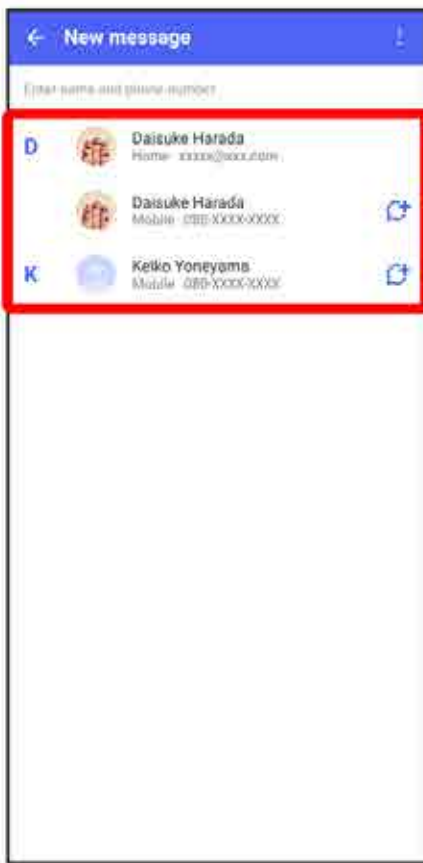 New message
Enter name and phone number
D
Daisuke Harada
Home xxxxx@xxx.com
Daisuke Harada
Mobile 080-XXXX-XXXX
K
Keiko Yoneyama
Mobile 080-XXXX-XXXX